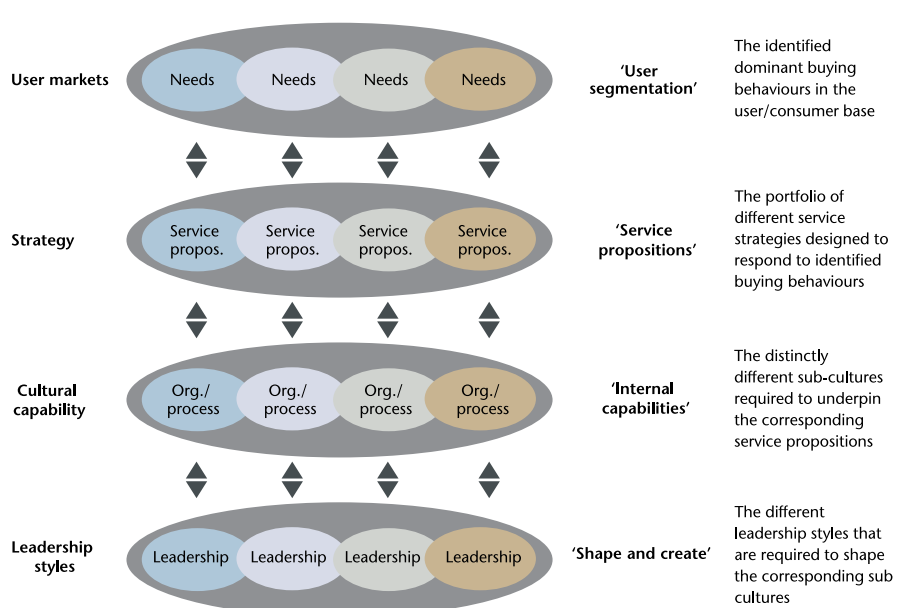 User markets
Needs Needs Needs Needs
‘User
segmentation’
The identified
dominant buying
behaviours in the
user/consumer base
Strategy
Service Service Service Service
propos. propos. propos. propos.
‘Service
propositions’
The portfolio of
different service
strategies designed to
respond to identified
buying behaviours
Cultural
capability
Org./ Org./ Org./ Org./
process process process process
‘Internal
capabilities’
The distinctly
different sub-cultures
required to underpin
the corresponding
service propositions
Leadership
styles
Leadership Leadership Leadership Leadership
‘Shape and create’
The different
leadership styles that
are required to shape
the corresponding sub
cultures